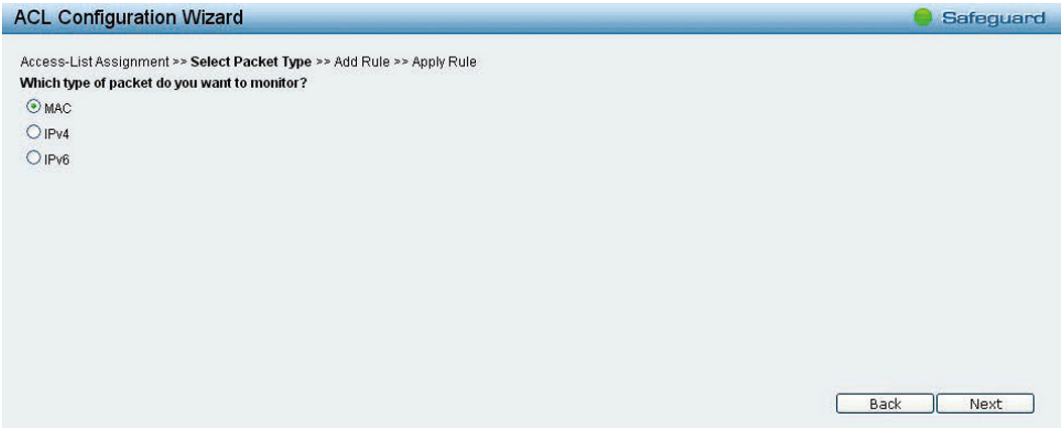 ACL Configuration Wizard
Safeguard
Access-List Assignment >> Select Packet Type >> Add Rule >> Apply Rule
Which type of packet do you want to monitor?
MAC
IPv4
IPv6
Back
Next